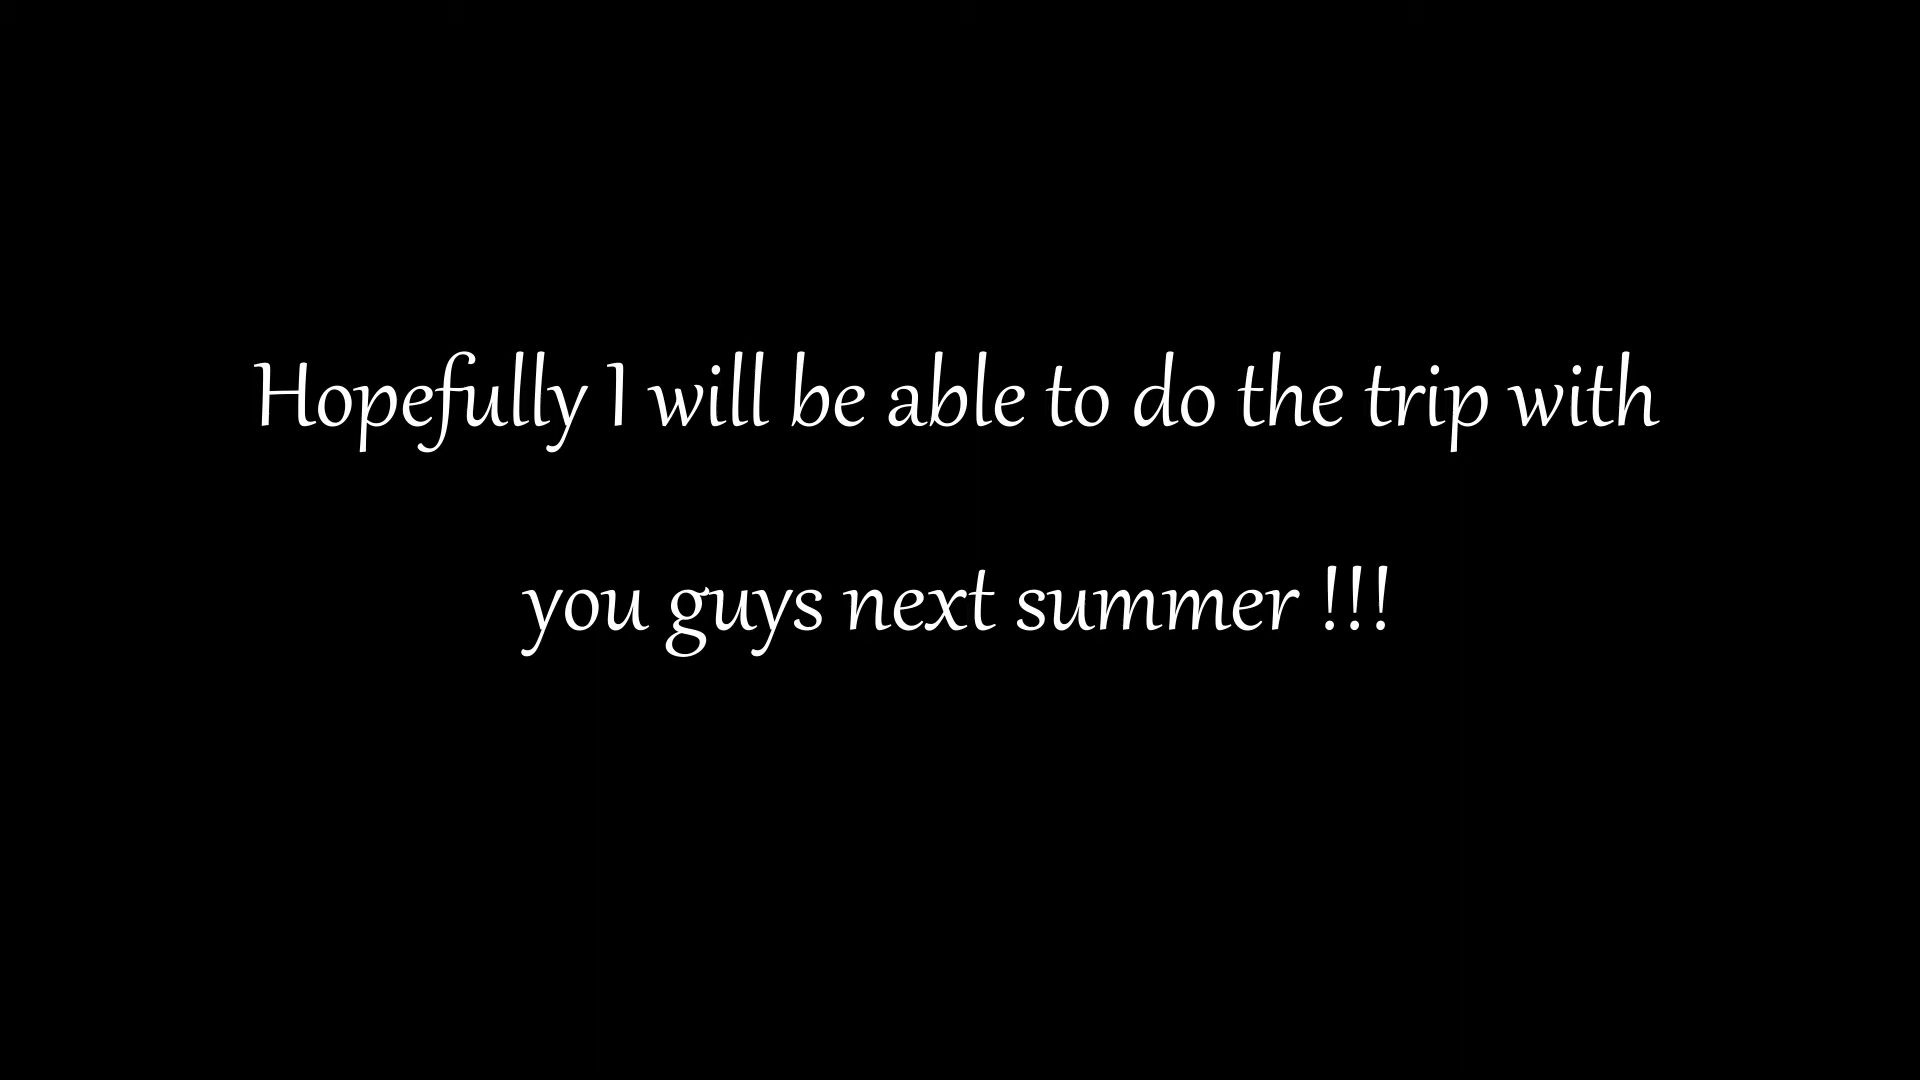 Hopefully I will be able to do the trip with
you guys next summer !!!